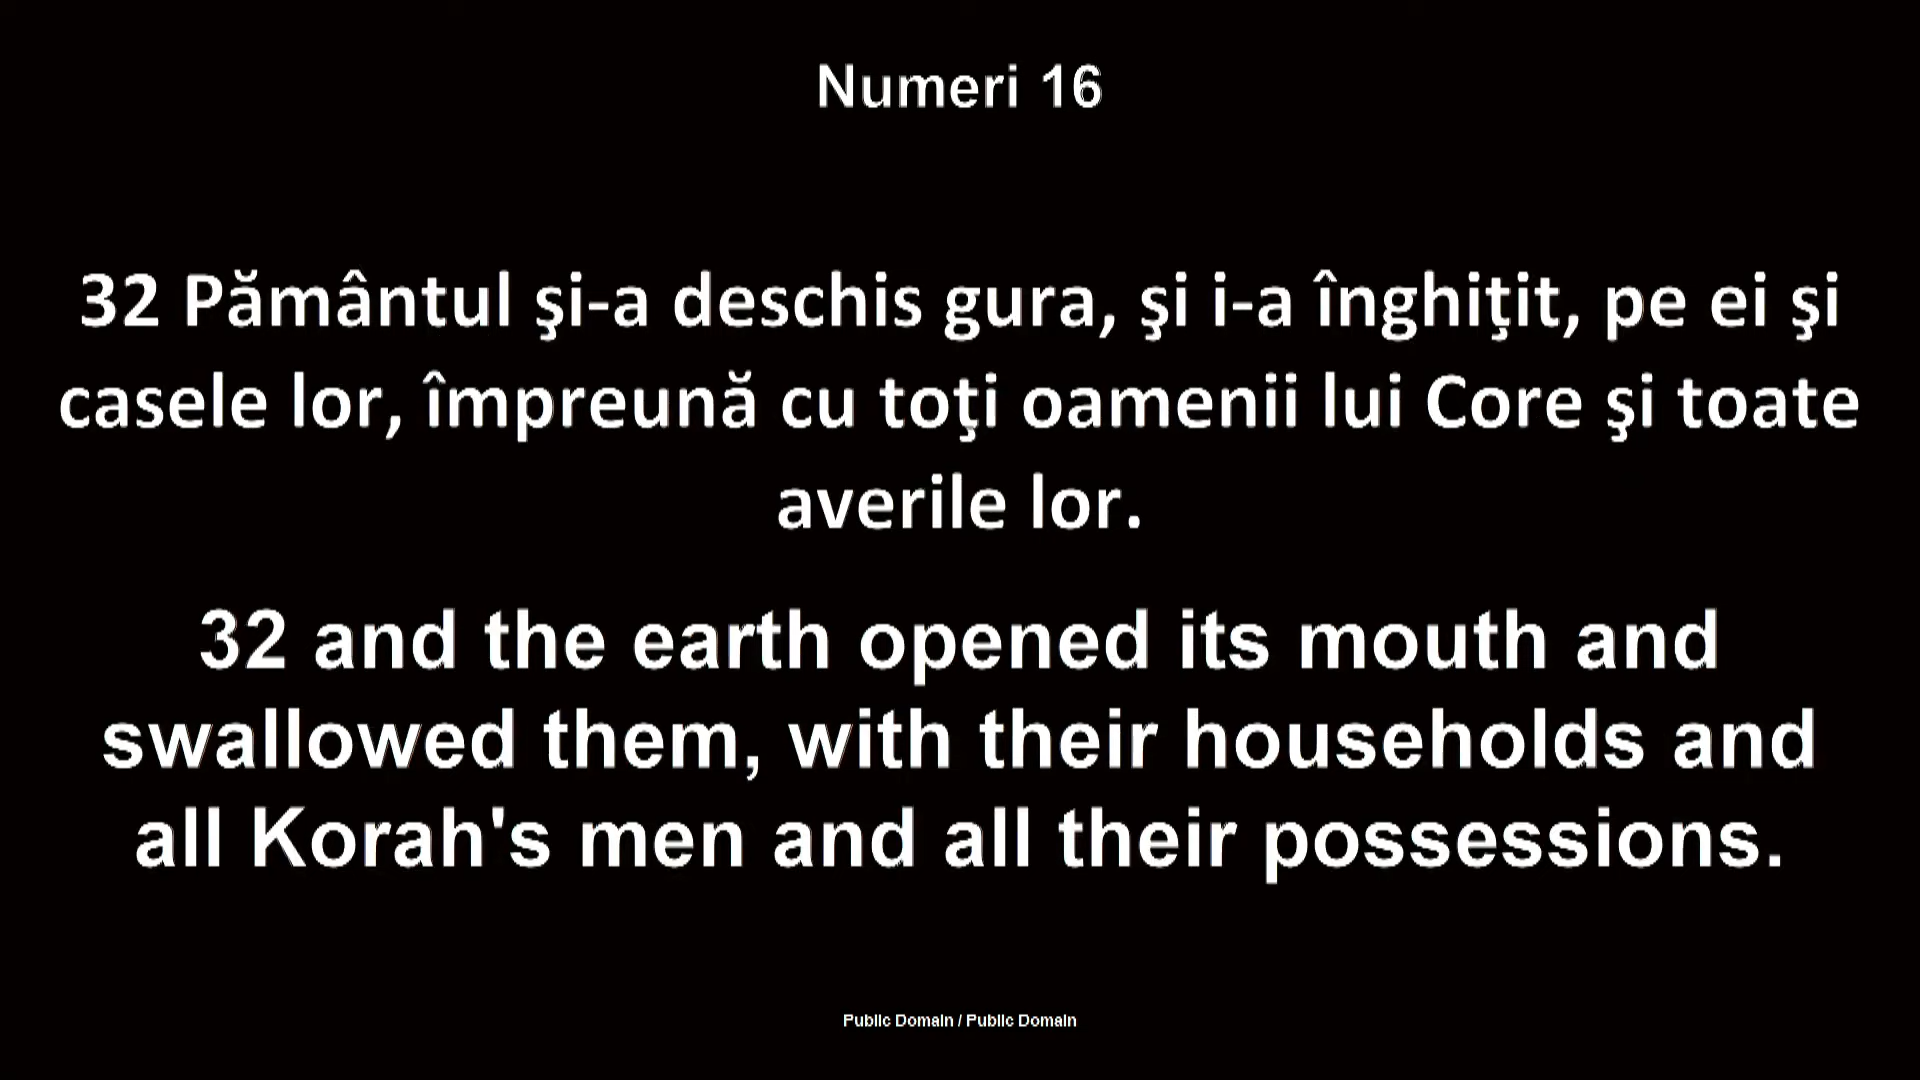 Numeri 16
32 Pământul şi-a deschis gura, şi i-a înghiţit, pe ei şi
casele lor, împreună cu toţi oamenii lui Core şi toate
averile lor.
32 and the earth opened its mouth and
swallowed them, with their households and
all Korah's men and all their possessions.
Public Domain / Public Domain